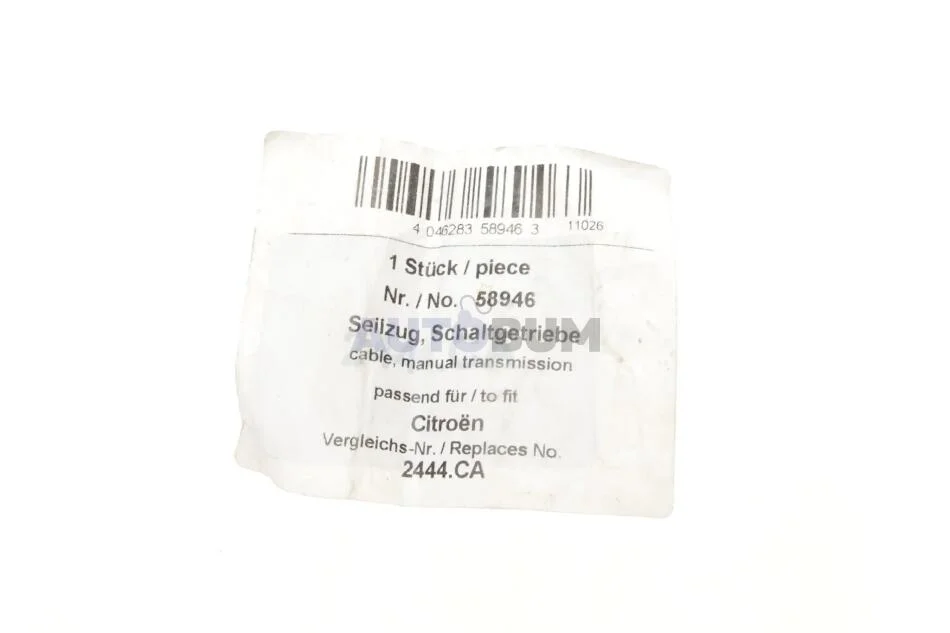 4 046283 58946 3 11026
1 Stück / piece
Nr. / No. 58946
Seilzug, Schaltgetriebe
AUTOBUM
cable, manual transmission
passend für / to fit
Citroën
Vergleichs-Nr. / Replaces No.
2444.CA